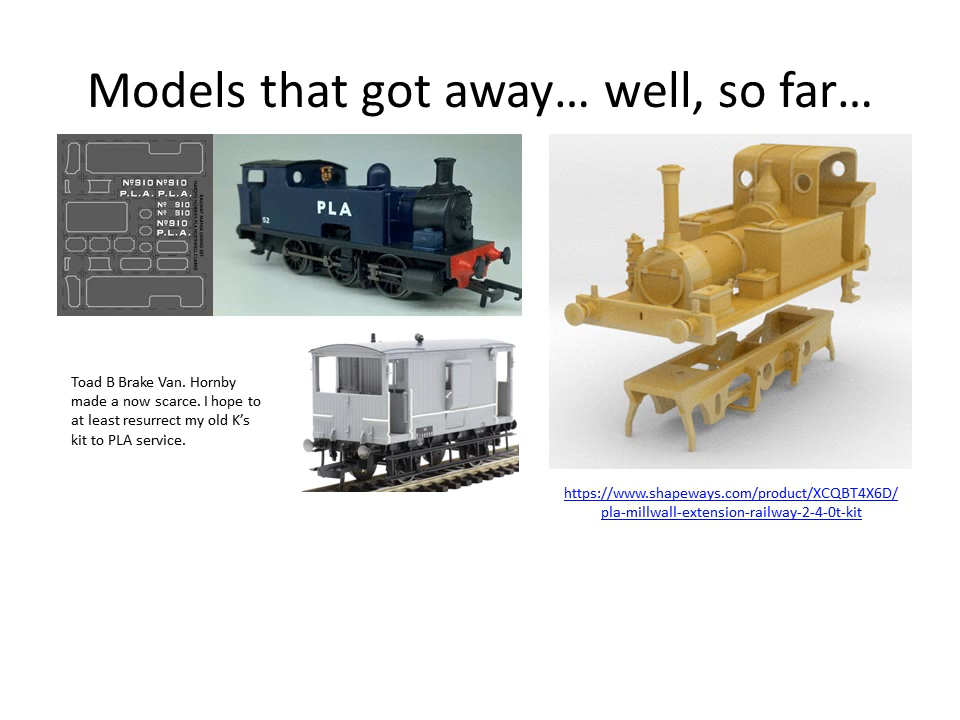 Models that got away… well, so far…
Nº910 Nº910
P.L.A. P.L.A.
Nº 910
Nº 910
Nº910
P.L.A.
52
PLA
Toad B Brake Van. Hornby
made a now scarce. I hope to
at least resurrect my old K’s
kit to PLA service.
https://www.shapeways.com/product/XCQBT4X6D/
pla-millwall-extension-railway-2-4-0t-kit